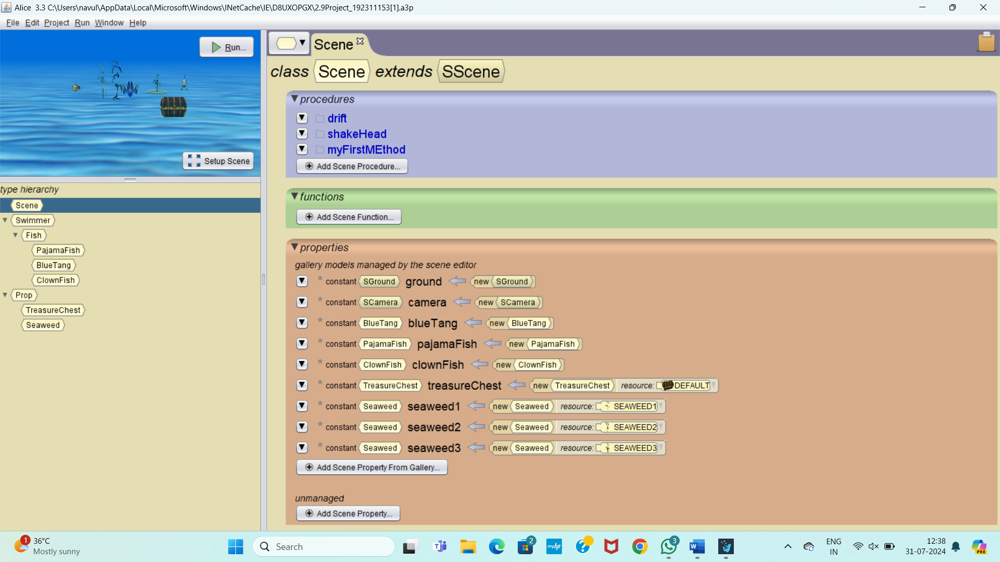 Alice 3.3 C:\Users\navul\AppData\Local\Microsoft\Windows\INetCache\IE\D8UXOPGX\2.9Project_192311153[1].a3p
File Edit Project Run Window Help
Run...
Setup Scene
type hierarchy
Scene
Swimmer
Fish
PajamaFish
BlueTang
ClownFish
Prop
TreasureChest
Seaweed
Scene
class Scene extends SScene
procedures
drift
shakeHead
myFirstMEthod
Add Scene Procedure...
functions
Add Scene Function...
properties
gallery models managed by the scene editor
* constant SGround ground new SGround
* constant SCamera camera new SCamera
* constant BlueTang blueTang new BlueTang
* constant PajamaFish pajamaFish new PajamaFish
* constant ClownFish clownFish new ClownFish
* constant TreasureChest treasureChest new TreasureChest resource: DEFAULT
* constant Seaweed seaweed1 new Seaweed resource: SEAWEED1
* constant Seaweed seaweed2 new Seaweed resource: SEAWEED2
* constant Seaweed seaweed3 new Seaweed resource: SEAWEED3
Add Scene Property From Gallery...
unmanaged
Add Scene Property...
1
36°C
Mostly sunny
Search
2
myhp
3
ENG
IN
12:38
31-07-2024
PRE